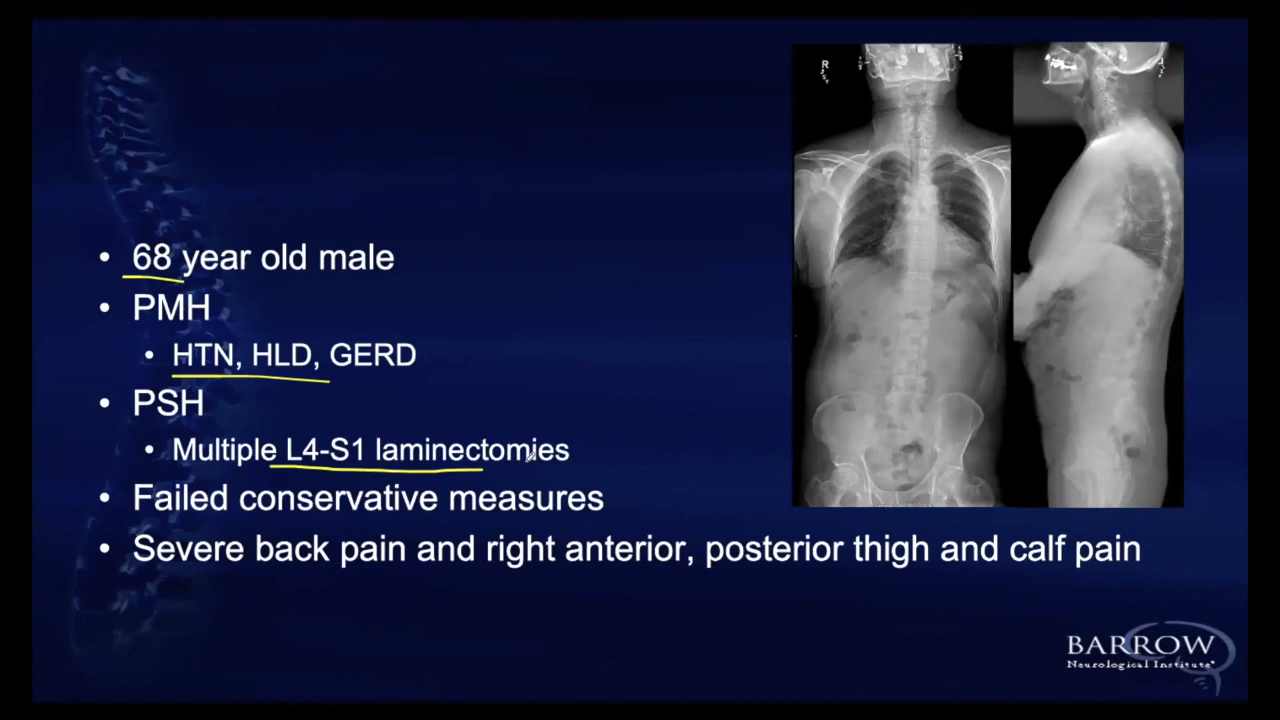 R
• 68 year old male
• PMH
• HTN, HLD, GERD
• PSH
• Multiple L4-S1 laminectomies
• Failed conservative measures
• Severe back pain and right anterior, posterior thigh and calf pain
BARROW
Neurological Institute®